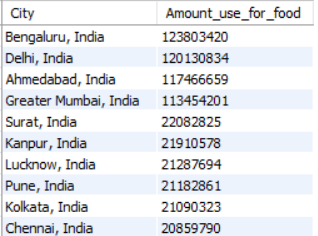 City Amount_use_for_food
Bengaluru, India 123803420
Delhi, India 120130834
Ahmedabad, India 117466659
Greater Mumbai, India 113454201
Surat, India 22082825
Kanpur, India 21910578
Lucknow, India 21287694
Pune, India 21182861
Kolkata, India 21090323
Chennai, India 20859790